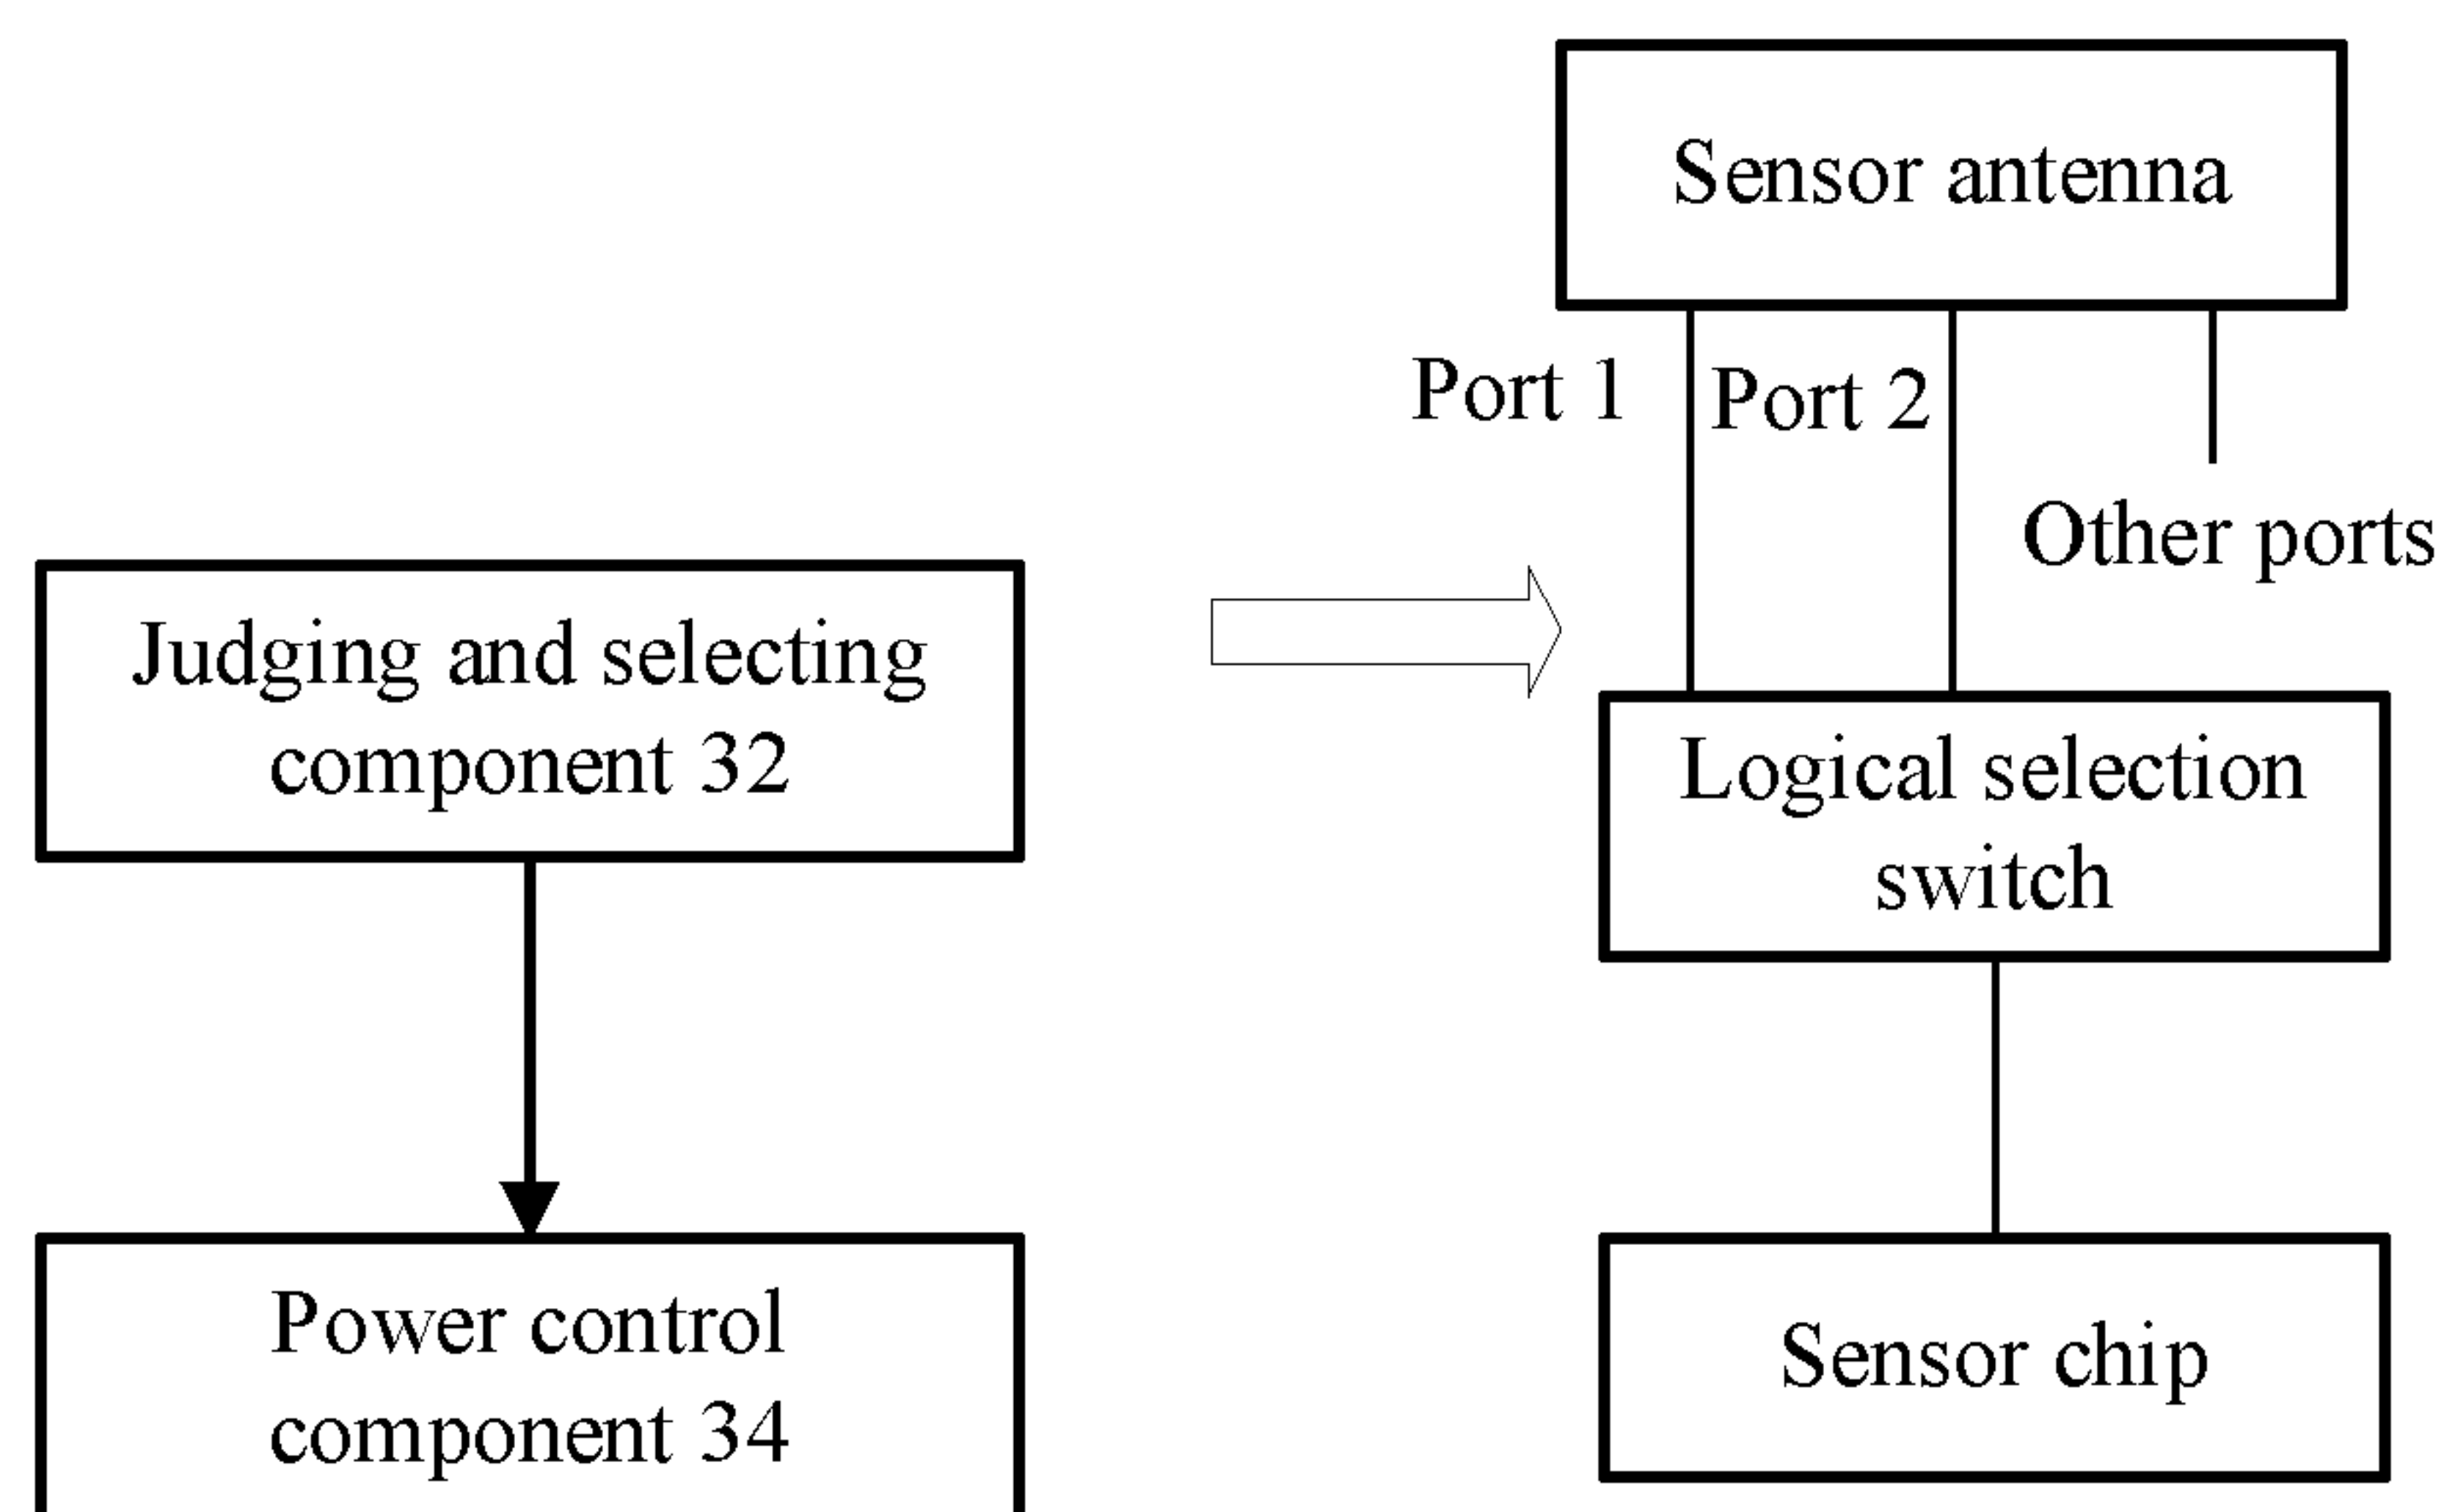 Sensor antenna
Port 1
Port 2
Other ports
Judging and selecting
component 32
Logical selection
switch
Power control
component 34
Sensor chip